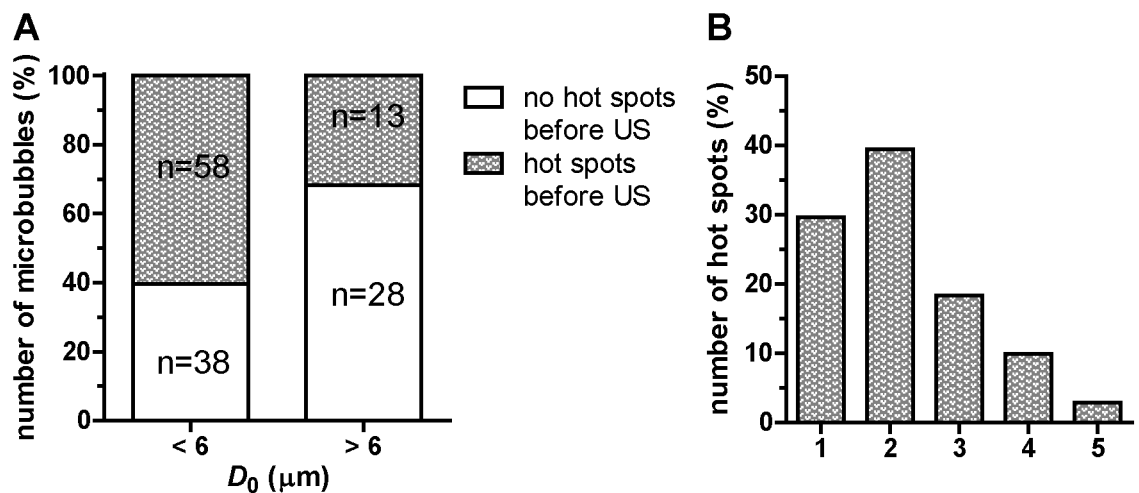 A
number of microbubbles (%)
100
80
60
40
20
0
n=58
n=38
n=13
n=28
< 6
> 6
D₀ (μm)
no hot spots
before US
hot spots
before US
B
number of hot spots (%)
50
40
30
20
10
0
1
2
3
4
5